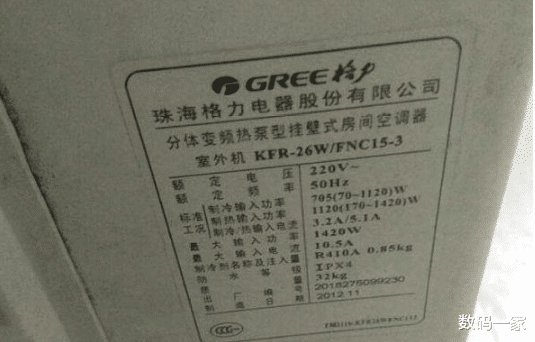 GREE格力
珠海格力电器股份有限公司
分体变频热泵型挂壁式房间空调器
室外机 KFR-26W/FNC15-3
额定电压 220V~
额定频率 50Hz
标准工况 制冷输入功率 705(70~1120)W
制热输入功率 1120(170~1420)W
制冷/热输入电流 3.2A/5.1A
最大输入功率 1420W
最大输入电流 10.5A
制冷剂名称及注入量 R410A 0.85kg
防水等级 IPX4
质量 32kg
出厂编号
制造日期 2012.11
数码一家